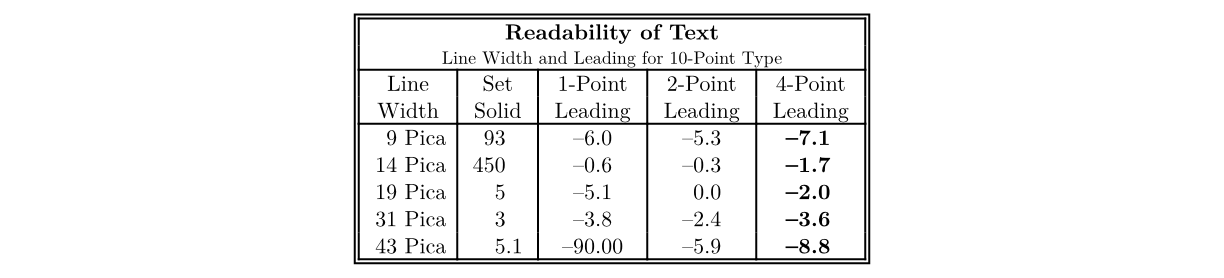 Readability of Text
Line Width and Leading for 10-Point Type
Line Set 1-Point 2-Point 4-Point
Width Solid Leading Leading Leading
9 Pica 93 –6.0 –5.3 –7.1
14 Pica 450 –0.6 –0.3 –1.7
19 Pica 5 –5.1 0.0 –2.0
31 Pica 3 –3.8 –2.4 –3.6
43 Pica 5.1 –90.00 –5.9 –8.8